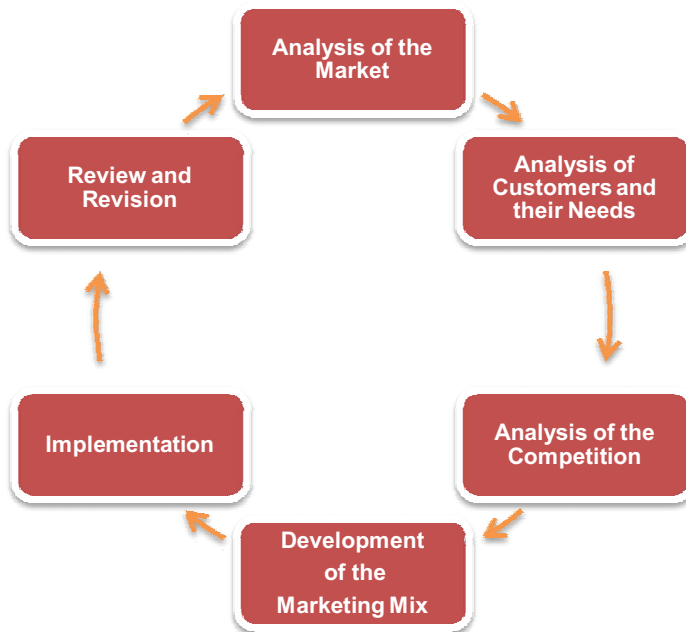 Analysis of the
Market
Analysis of
Customers and
their Needs
Analysis of the
Competition
Development
of the
Marketing Mix
Implementation
Review and
Revision